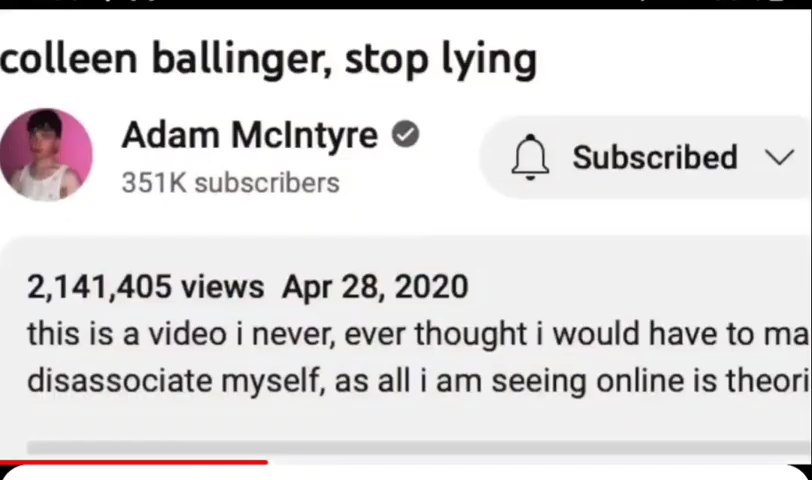 colleen ballinger, stop lying
Adam McIntyre
351K subscribers
Subscribed
2,141,405 views Apr 28, 2020
this is a video i never, ever thought i would have to ma
disassociate myself, as all i am seeing online is theori